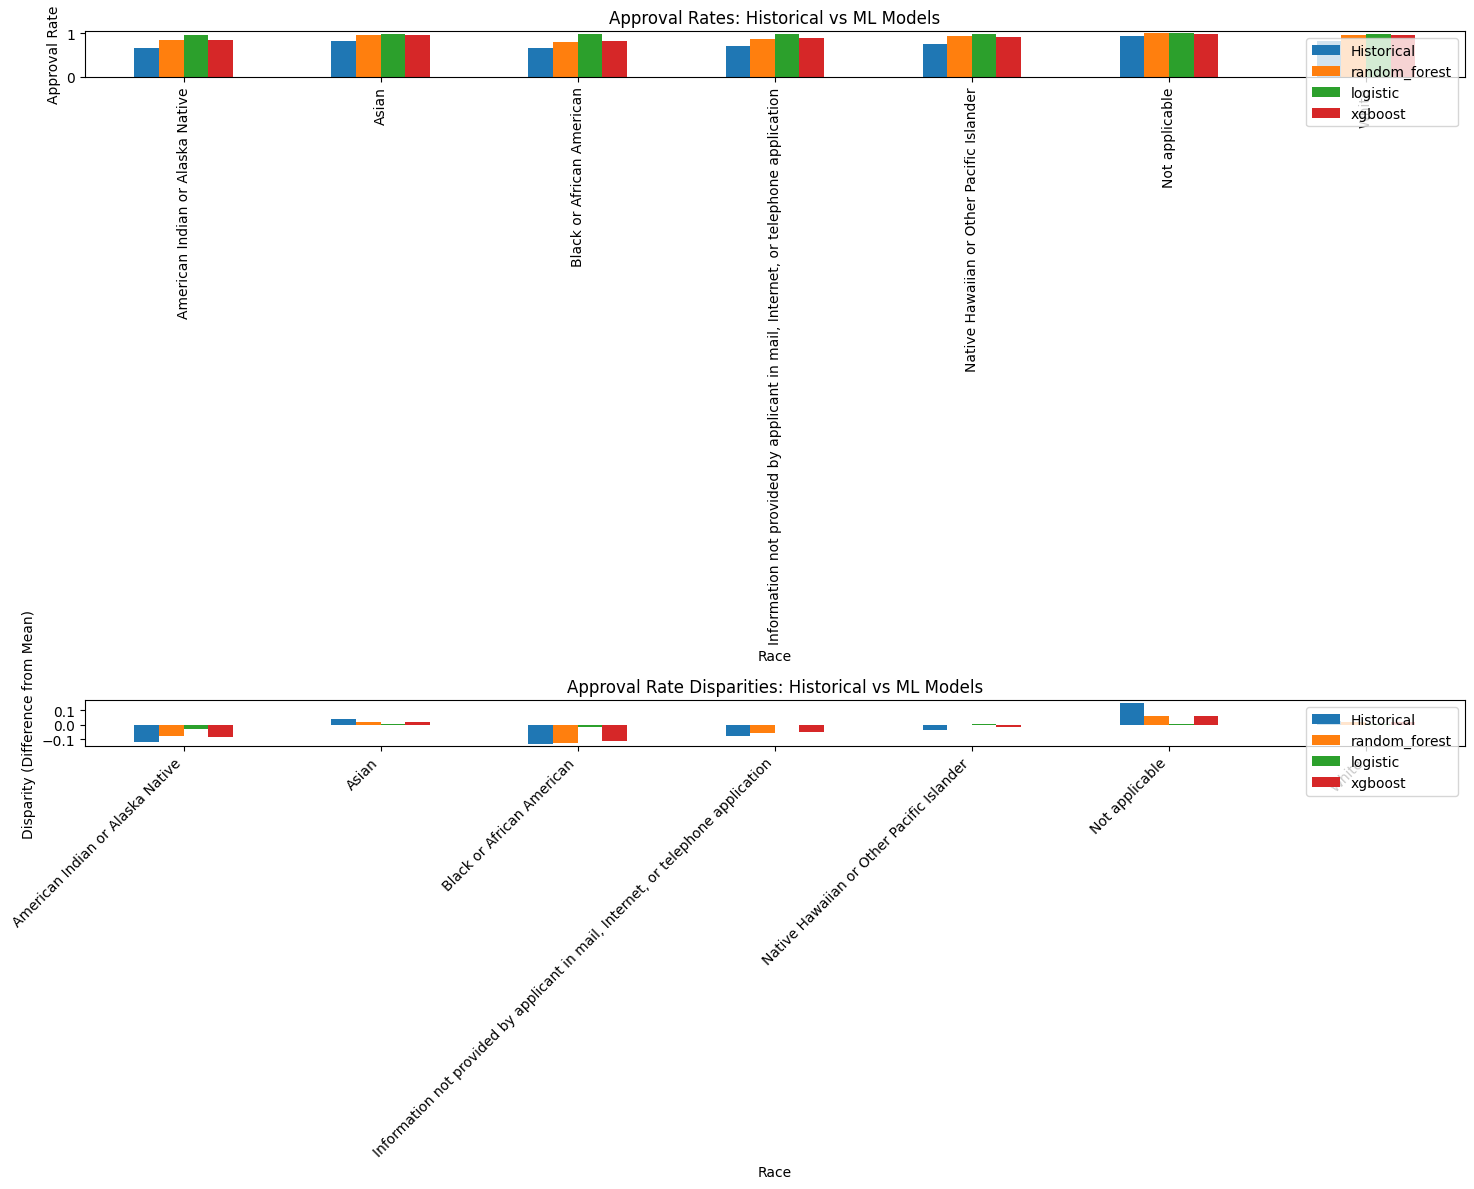 Approval Rates: Historical vs ML Models
Approval Rate
1
0
Historical
random_forest
logistic
xgboost
American Indian or Alaska Native
Asian
Black or African American
Information not provided by applicant in mail, Internet, or telephone application
Native Hawaiian or Other Pacific Islander
Not applicable
White
Race
Approval Rate Disparities: Historical vs ML Models
Disparity (Difference from Mean)
0.1
0.0
−0.1
Historical
random_forest
logistic
xgboost
American Indian or Alaska Native
Asian
Black or African American
Information not provided by applicant in mail, Internet, or telephone application
Native Hawaiian or Other Pacific Islander
Not applicable
White
Race